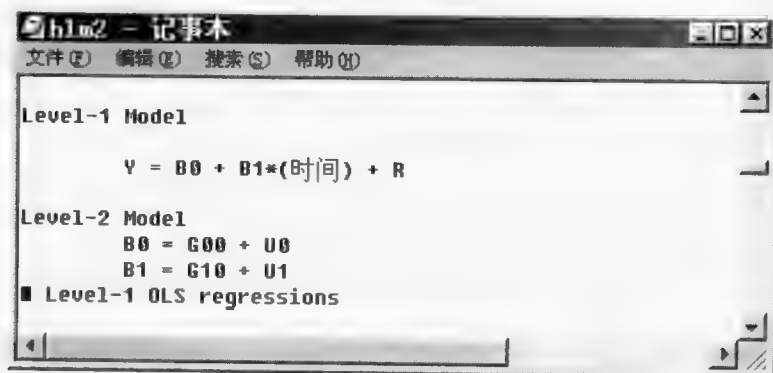 hlm2 - 记事本
文件(F) 编辑(E) 搜索(S) 帮助(H)
Level-1 Model
Y = B0 + B1*(时间) + R
Level-2 Model
B0 = G00 + U0
B1 = G10 + U1
■ Level-1 OLS regressions